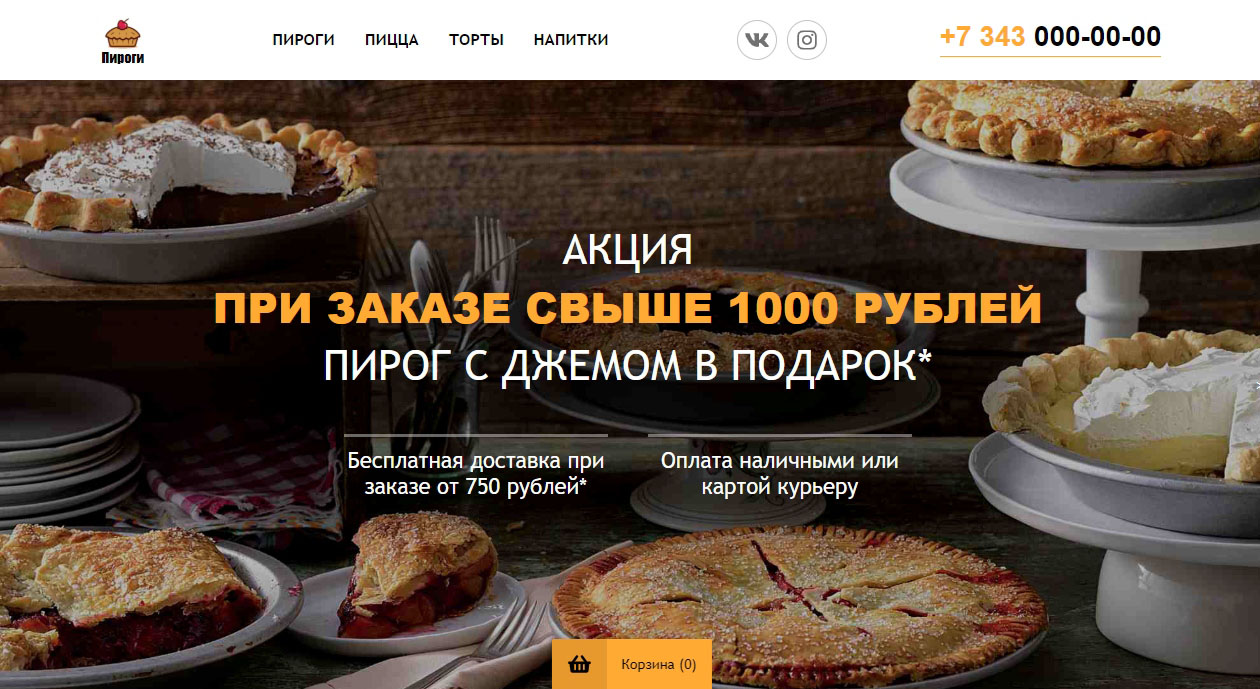 Пироги
ПИРОГИ ПИЦЦА ТОРТЫ НАПИТКИ
+7 343 000-00-00
АКЦИЯ
ПРИ ЗАКАЗЕ СВЫШЕ 1000 РУБЛЕЙ
ПИРОГ С ДЖЕМОМ В ПОДАРОК*
Бесплатная доставка при
заказе от 750 рублей*
Оплата наличными или
картой курьеру
Корзина (0)